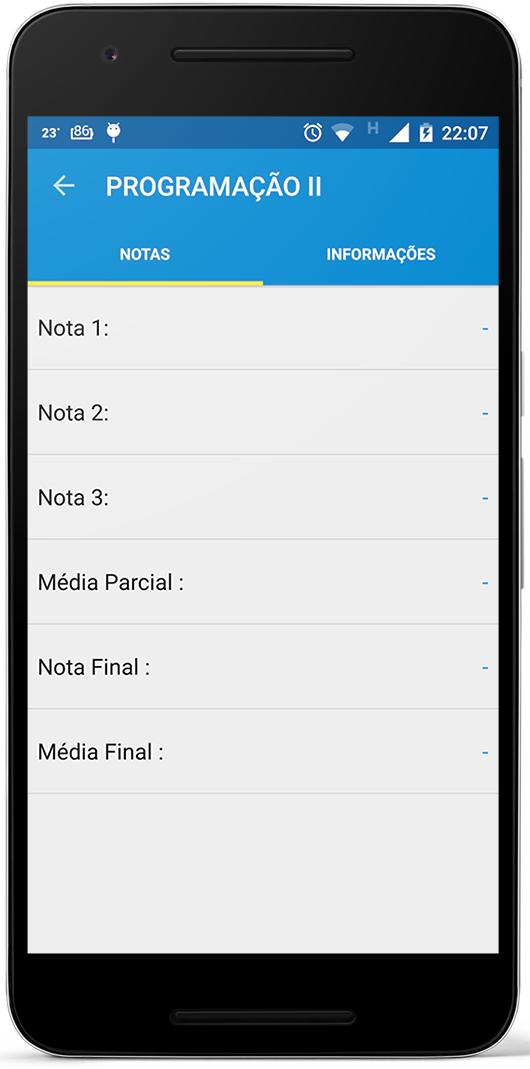 23° 86 H 22:07
PROGRAMAÇÃO II
NOTAS INFORMAÇÕES
Nota 1: -
Nota 2: -
Nota 3: -
Média Parcial : -
Nota Final : -
Média Final : -